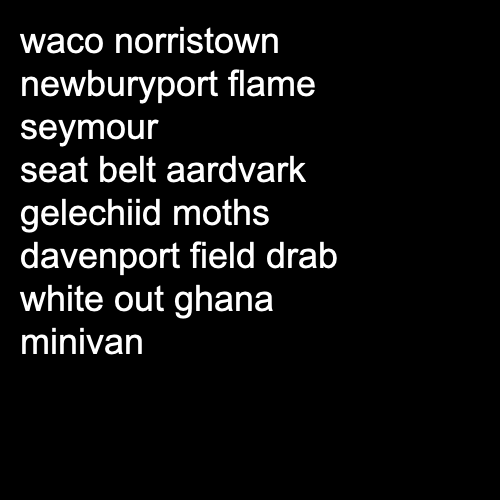 waco norristown
newburyport flame
seymour
seat belt aardvark
gelechiid moths
davenport field drab
white out ghana
minivan